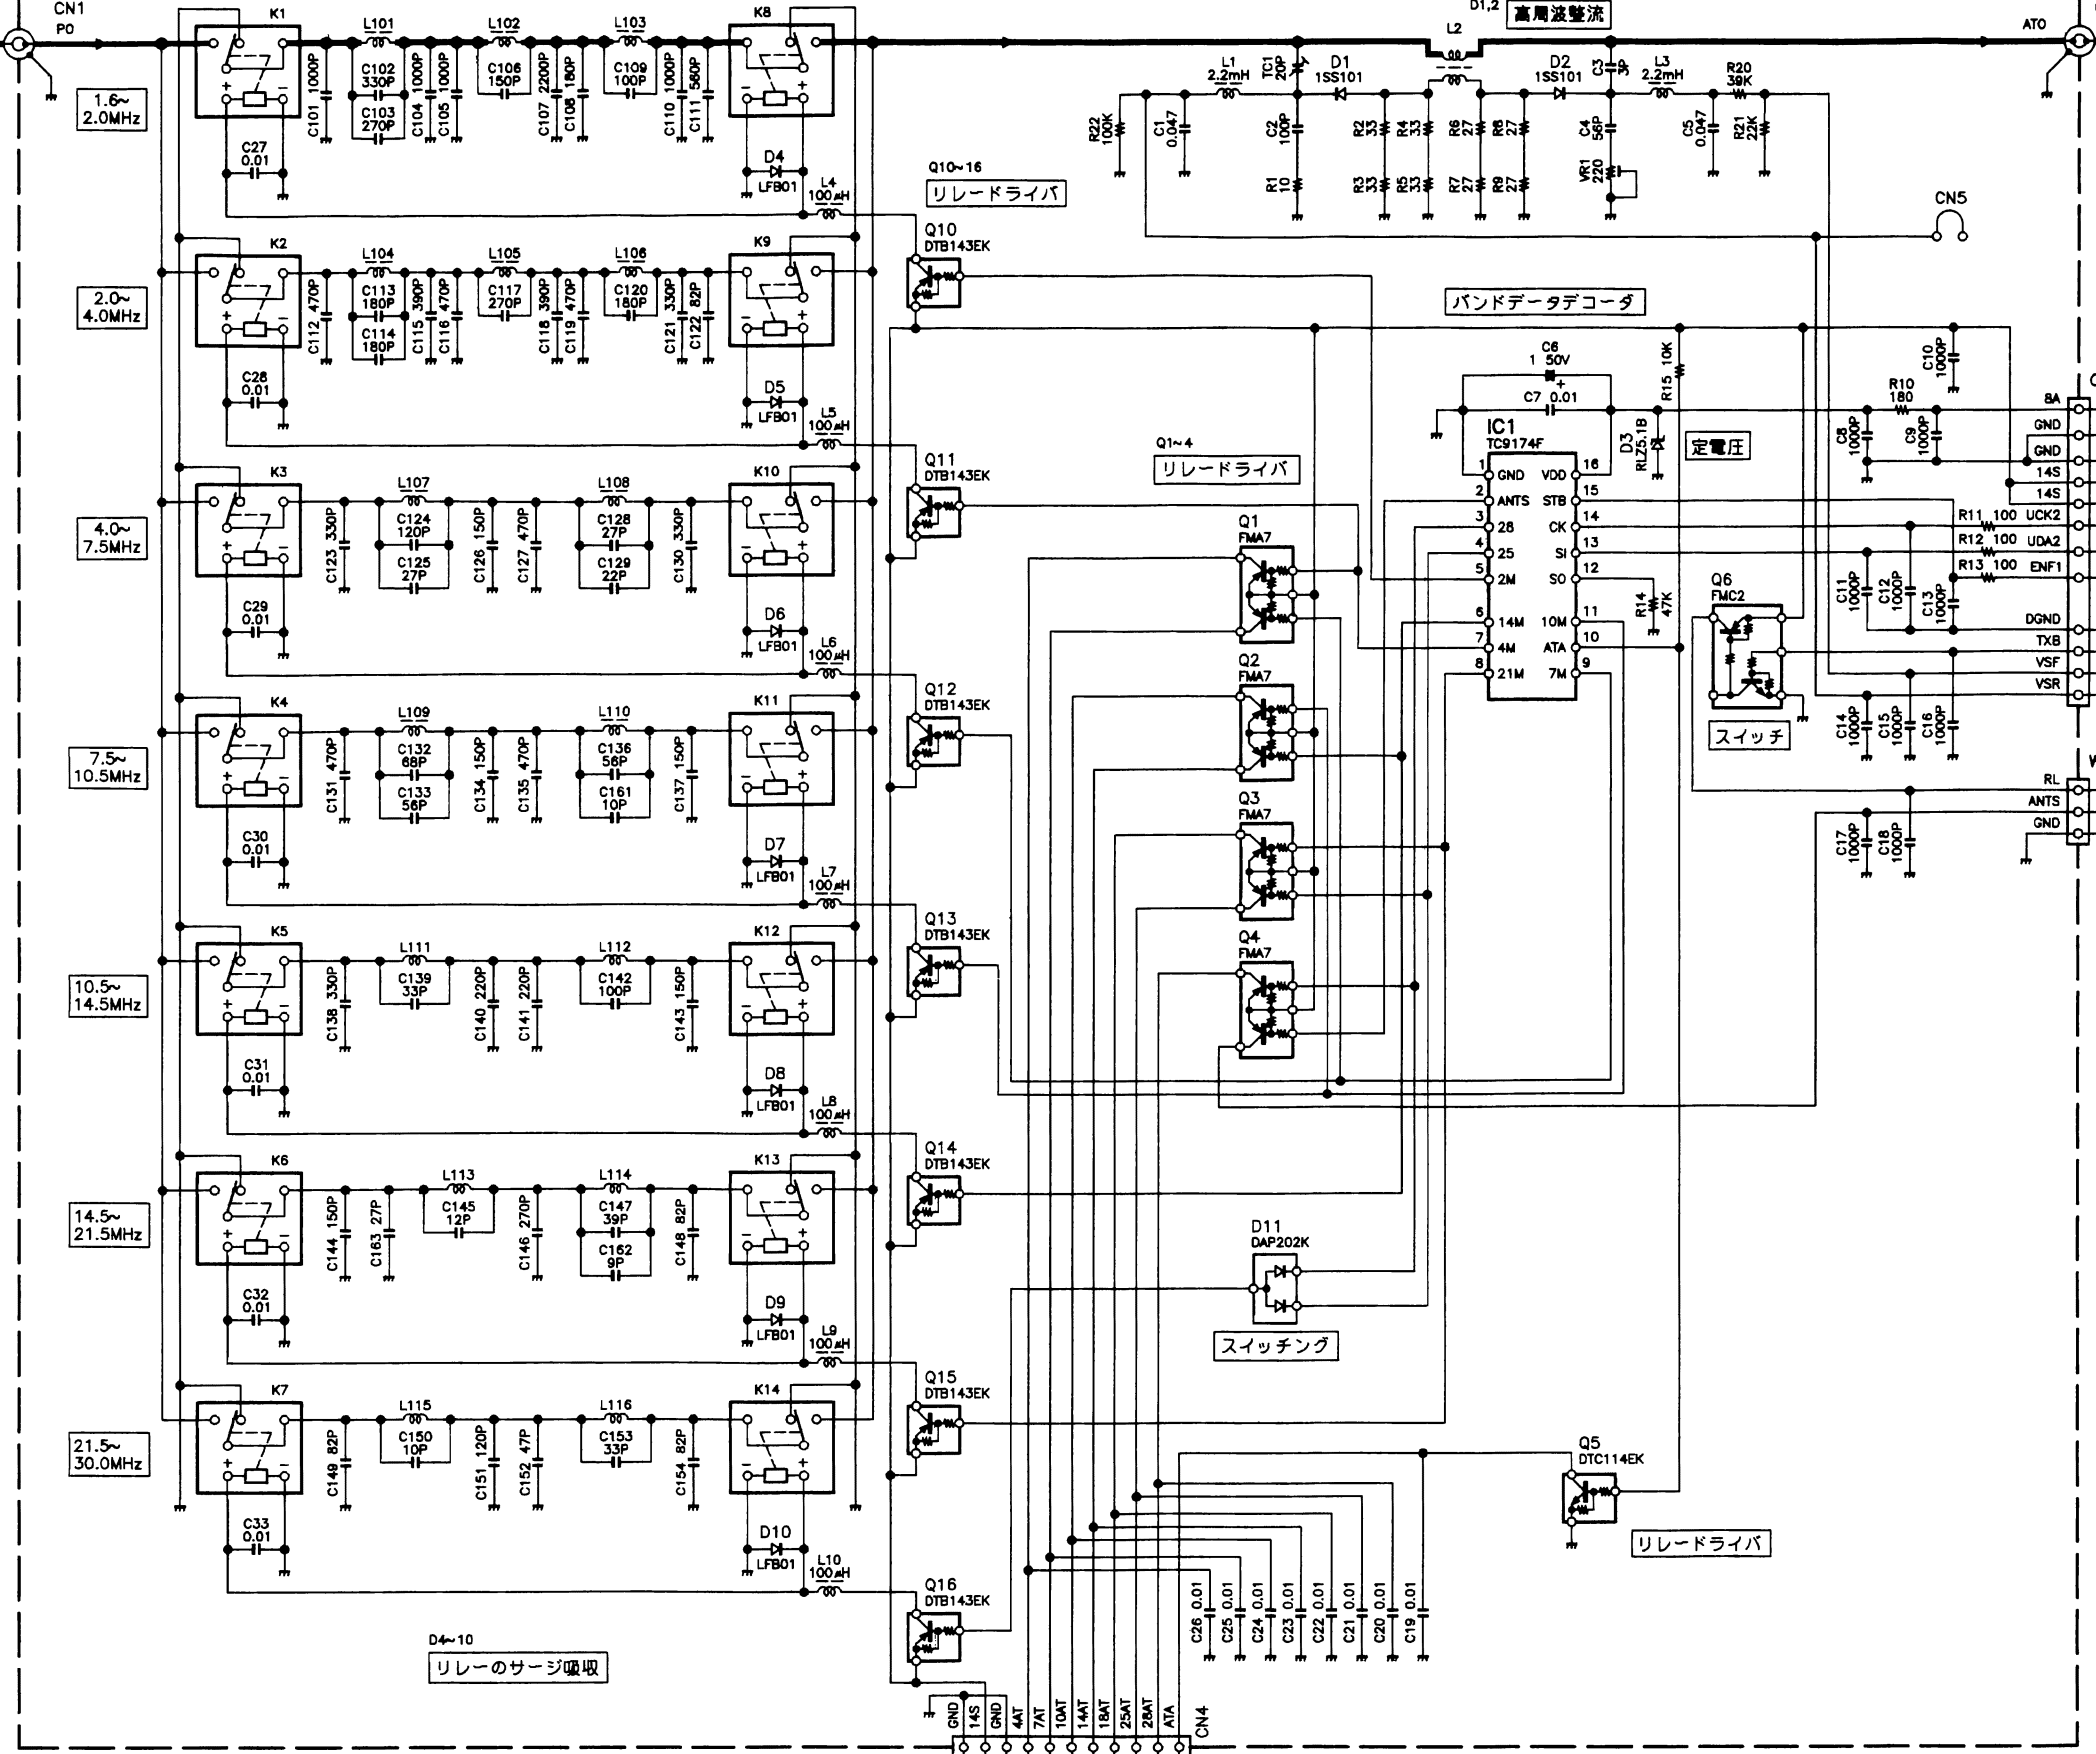 CN1
PO
K1
L101
L102
L103
K8
D1,2
高周波整流
L2
ATO
1.6~
2.0MHz
C101 1000P
C102
330P
C103
270P
C104 1000P
C105 1000P
C106
150P
C107 2200P
C108 180P
C109
100P
C110 1000P
C111 560P
C27
0.01
D4
LFB01
L4
100μH
R22
100K
C1
0.047
L1
2.2mH
TC1
20P
C2
100P
R1
10
D1
1SS101
R2
33
R3
33
R4
33
R5
33
R6
27
R7
27
R8
27
R9
27
D2
1SS101
C3
3P
C4
56P
VR1
220
L3
2.2mH
C5
0.047
R20
39K
R21
22K
CN5
Q10~16
リレードライバ
Q10
DTB143EK
2.0~
4.0MHz
K2
L104
L105
L106
K9
C112 470P
C113
180P
C114
180P
C115 390P
C116 470P
C117
270P
C118 390P
C119 470P
C120
180P
C121 330P
C122 82P
C28
0.01
D5
LFB01
L5
100μH
バンドデータデコーダ
C6
1 50V
+
C7 0.01
R15 10K
IC1
TC9174F
D3
RLZ5.1B
定電圧
R10
180
C8
1000P
C9
1000P
C10
1000P
8A
GND
GND
14S
14S
R11 100 UCK2
R12 100 UDA2
R13 100 ENF1
DGND
TXB
VSF
VSR
1 GND VDD 16
2 ANTS STB 15
3 28 CK 14
4 25 SI 13
5 2M SO 12
6 14M 10M 11
7 4M ATA 10
8 21M 7M 9
R14
47K
Q6
FMC2
スイッチ
C11
1000P
C12
1000P
C13
1000P
C14
1000P
C15
1000P
C16
1000P
RL
ANTS
GND
C17
1000P
C18
1000P
Q1~4
リレードライバ
Q1
FMA7
Q2
FMA7
Q3
FMA7
Q4
FMA7
4.0~
7.5MHz
K3
L107
L108
K10
C123 330P
C124
120P
C125
27P
C126 150P
C127 470P
C128
27P
C129
22P
C130 330P
C29
0.01
D6
LFB01
L6
100μH
Q11
DTB143EK
7.5~
10.5MHz
K4
L109
L110
K11
C131 470P
C132
68P
C133
56P
C134 150P
C135 470P
C136
56P
C161
10P
C137 150P
C30
0.01
D7
LFB01
L7
100μH
Q12
DTB143EK
10.5~
14.5MHz
K5
L111
L112
K12
C138 330P
C139
33P
C140 220P
C141 220P
C142
100P
C143 150P
C31
0.01
D8
LFB01
L8
100μH
Q13
DTB143EK
14.5~
21.5MHz
K6
L113
L114
K13
C144 150P
C163 27P
C145
12P
C146 270P
C147
39P
C162
9P
C148 82P
C32
0.01
D9
LFB01
L9
100μH
Q14
DTB143EK
D11
DAP202K
スイッチング
21.5~
30.0MHz
K7
L115
L116
K14
C149 82P
C150
10P
C151 120P
C152 47P
C153
33P
C154 82P
C33
0.01
D10
LFB01
L10
100μH
Q15
DTB143EK
Q16
DTB143EK
Q5
DTC114EK
リレードライバ
C26 0.01
C25 0.01
C24 0.01
C23 0.01
C22 0.01
C21 0.01
C20 0.01
C19 0.01
D4~10
リレーのサージ吸収
GND
14S
GND
4AT
7AT
10AT
14AT
18AT
25AT
28AT
ATA
CN4